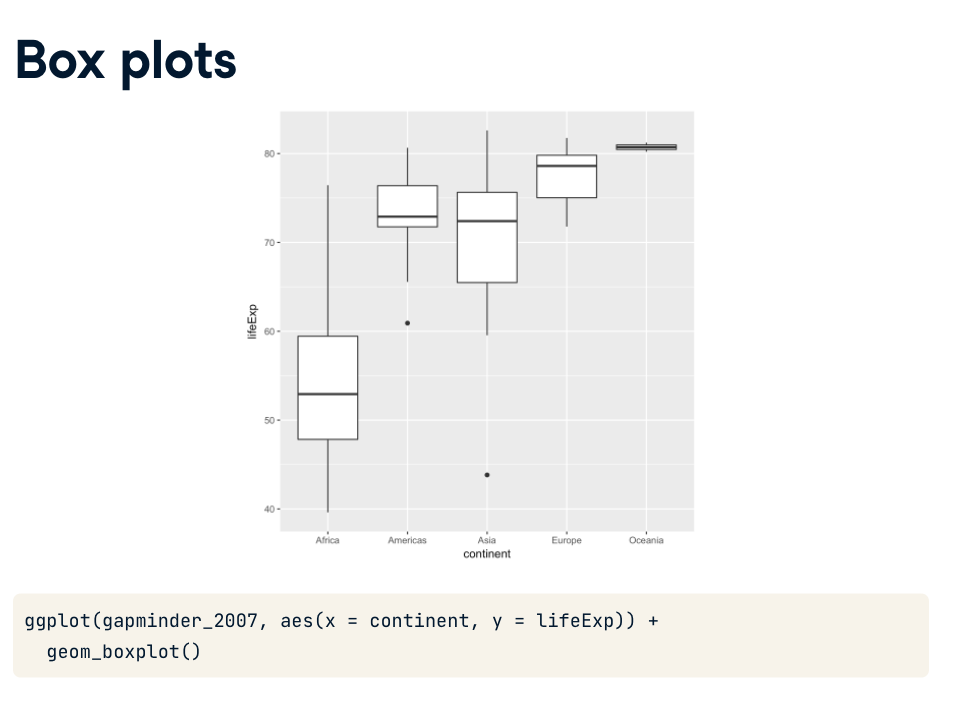 Box plots
80
70
60
50
40
lifeExp
Africa Americas Asia Europe Oceania
continent
ggplot(gapminder_2007, aes(x = continent, y = lifeExp)) +
  geom_boxplot()